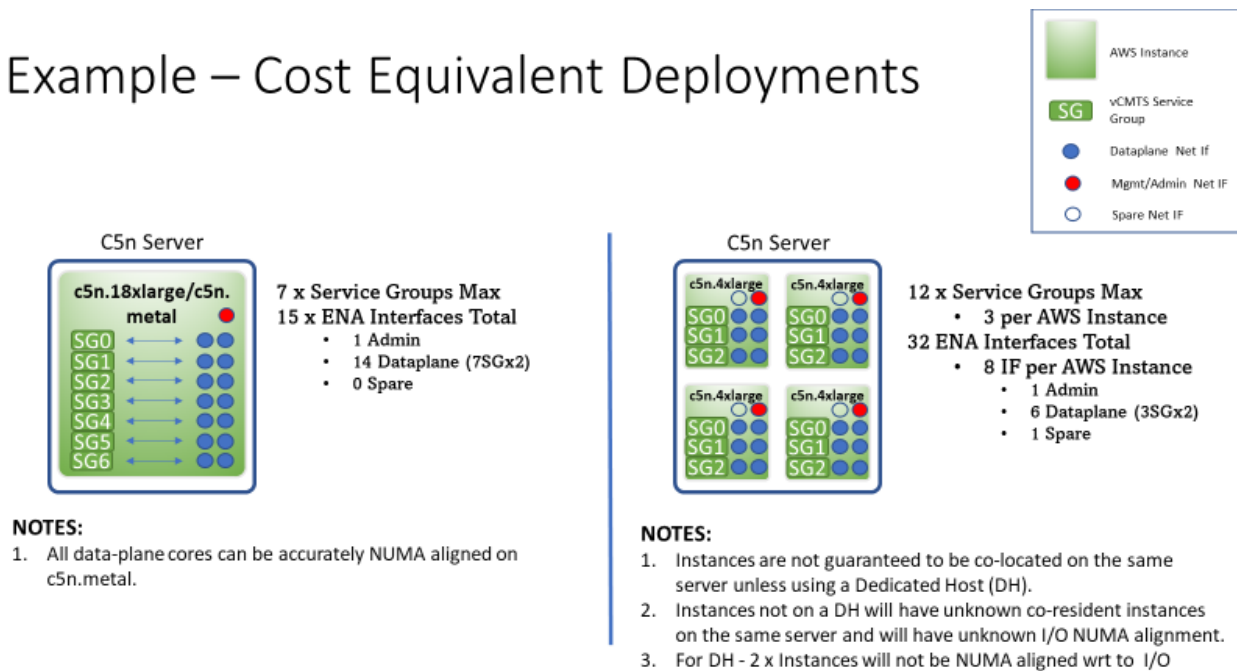 Example – Cost Equivalent Deployments
AWS Instance
SG
vCMTS Service
Group
Dataplane Net If
Mgmt/Admin Net IF
Spare Net IF
C5n Server
c5n.18xlarge/c5n.
metal
SG0
SG1
SG2
SG3
SG4
SG5
SG6
7 x Service Groups Max
15 x ENA Interfaces Total
• 1 Admin
• 14 Dataplane (7SGx2)
• 0 Spare
NOTES:
1. All data-plane cores can be accurately NUMA aligned on
c5n.metal.
C5n Server
c5n.4xlarge
SG0
SG1
SG2
c5n.4xlarge
SG0
SG1
SG2
c5n.4xlarge
SG0
SG1
SG2
c5n.4xlarge
SG0
SG1
SG2
12 x Service Groups Max
• 3 per AWS Instance
32 ENA Interfaces Total
• 8 IF per AWS Instance
• 1 Admin
• 6 Dataplane (3SGx2)
• 1 Spare
NOTES:
1. Instances are not guaranteed to be co-located on the same
server unless using a Dedicated Host (DH).
2. Instances not on a DH will have unknown co-resident instances
on the same server and will have unknown I/O NUMA alignment.
3. For DH - 2 x Instances will not be NUMA aligned wrt to I/O